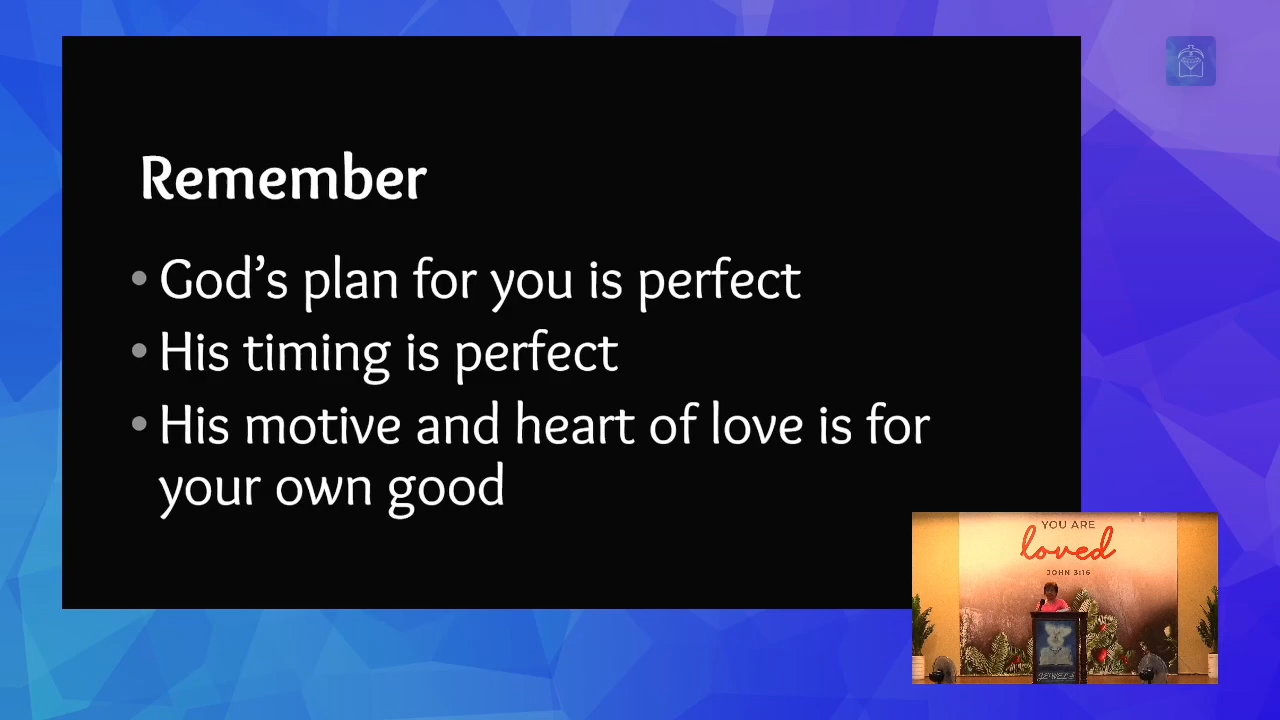 Remember
• God’s plan for you is perfect
• His timing is perfect
• His motive and heart of love is for
your own good
YOU ARE
loved
JOHN 3:16
JEWELS